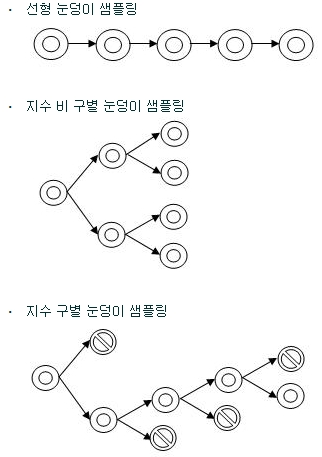 · 선형 눈덩이 샘플링
· 지수 비 구별 눈덩이 샘플링
· 지수 구별 눈덩이 샘플링